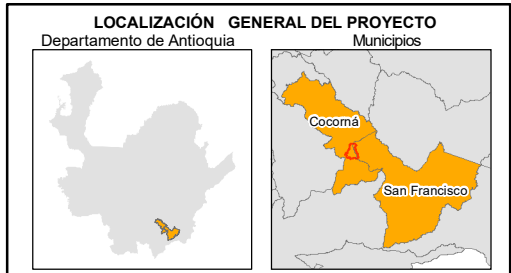 LOCALIZACIÓN GENERAL DEL PROYECTO
Departamento de Antioquia
Municipios
Cocorná
San Francisco